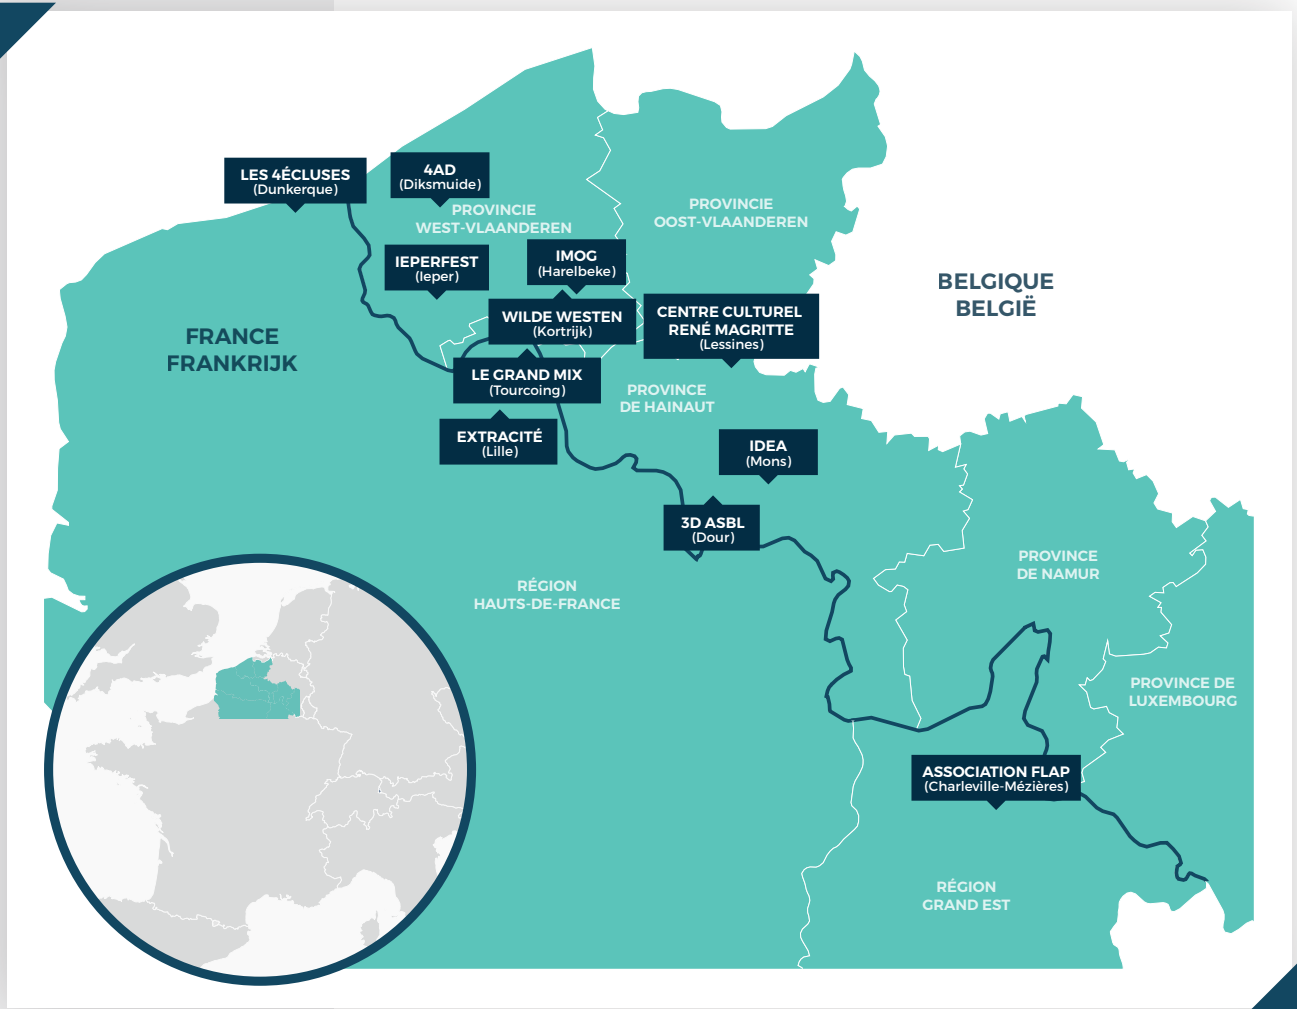 LES 4ÉCLUSES
(Dunkerque)
4AD
(Diksmuide)
PROVINCIE
WEST-VLAANDEREN
PROVINCIE
OOST-VLAANDEREN
IEPERFEST
(Ieper)
IMOG
(Harelbeke)
BELGIQUE
BELGIË
WILDE WESTEN
(Kortrijk)
CENTRE CULTUREL
RENÉ MAGRITTE
(Lessines)
FRANCE
FRANKRIJK
LE GRAND MIX
(Tourcoing)
PROVINCE
DE HAINAUT
EXTRACITÉ
(Lille)
IDEA
(Mons)
3D ASBL
(Dour)
PROVINCE
DE NAMUR
RÉGION
HAUTS-DE-FRANCE
PROVINCE DE
LUXEMBOURG
ASSOCIATION FLAP
(Charleville-Mézières)
RÉGION
GRAND EST